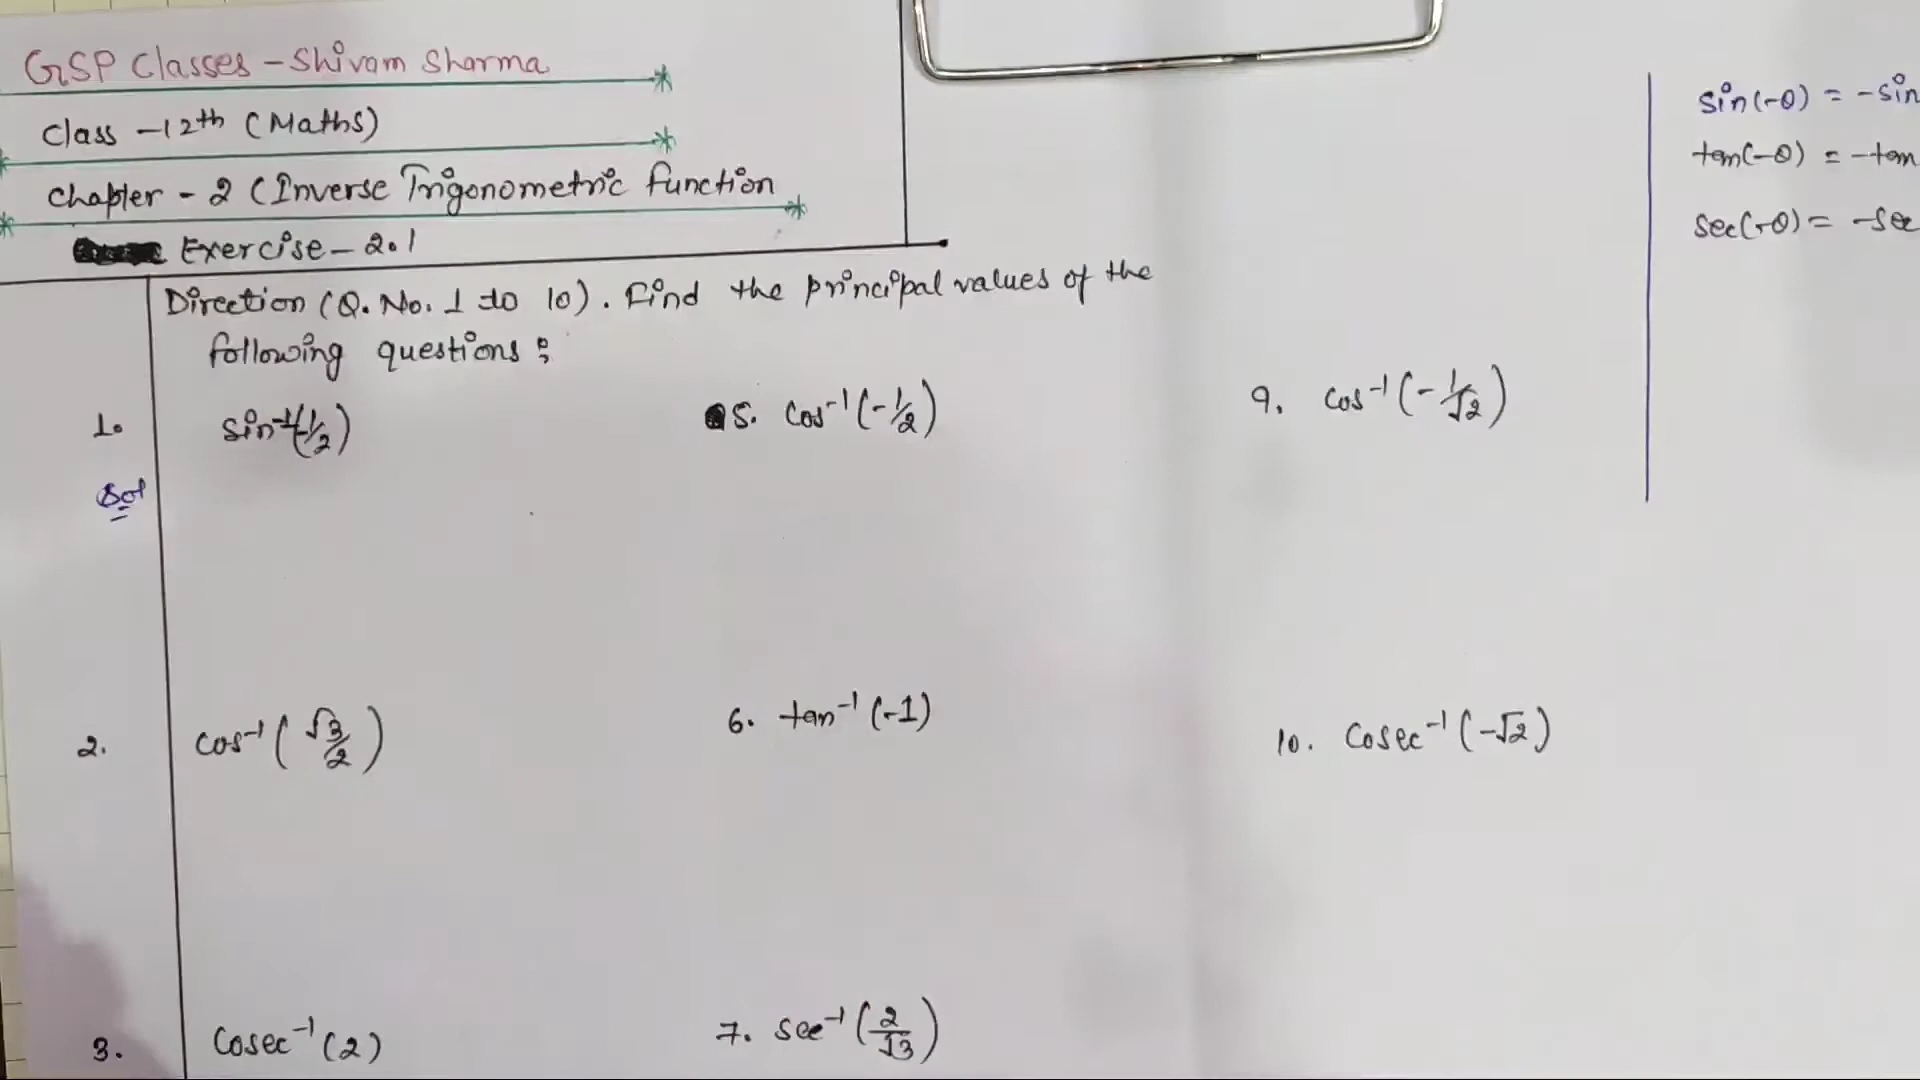 GSP Classes - Shivam Sharma
Class - 12th (Maths)
Chapter - 2 (Inverse Trigonometric function
Exercise - 2.1
sin(-θ) = -sin
tan(-θ) = -tan
sec(-θ) = -sec
Direction (Q. No. 1 to 10). Find the principal values of the
following questions :
1. sin⁻¹(-1/2)
5. cos⁻¹(-1/2)
9. cos⁻¹(-1/√2)
Sol
2. cos⁻¹(√3/2)
6. tan⁻¹(-1)
10. Cosec⁻¹(-√2)
3. Cosec⁻¹(2)
7. sec⁻¹(2/√3)